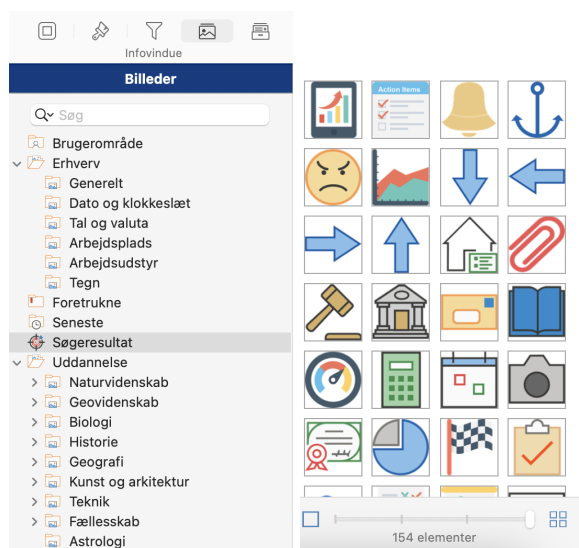 Infovindue
Billeder
Søg
Brugerområde
Erhverv
Generelt
Dato og klokkeslæt
Tal og valuta
Arbejdsplads
Arbejdsudstyr
Tegn
Foretrukne
Seneste
Søgeresultat
Uddannelse
Naturvidenskab
Geovidenskab
Biologi
Historie
Geografi
Kunst og arkitektur
Teknik
Fællesskab
Astrologi
Action Items
154 elementer